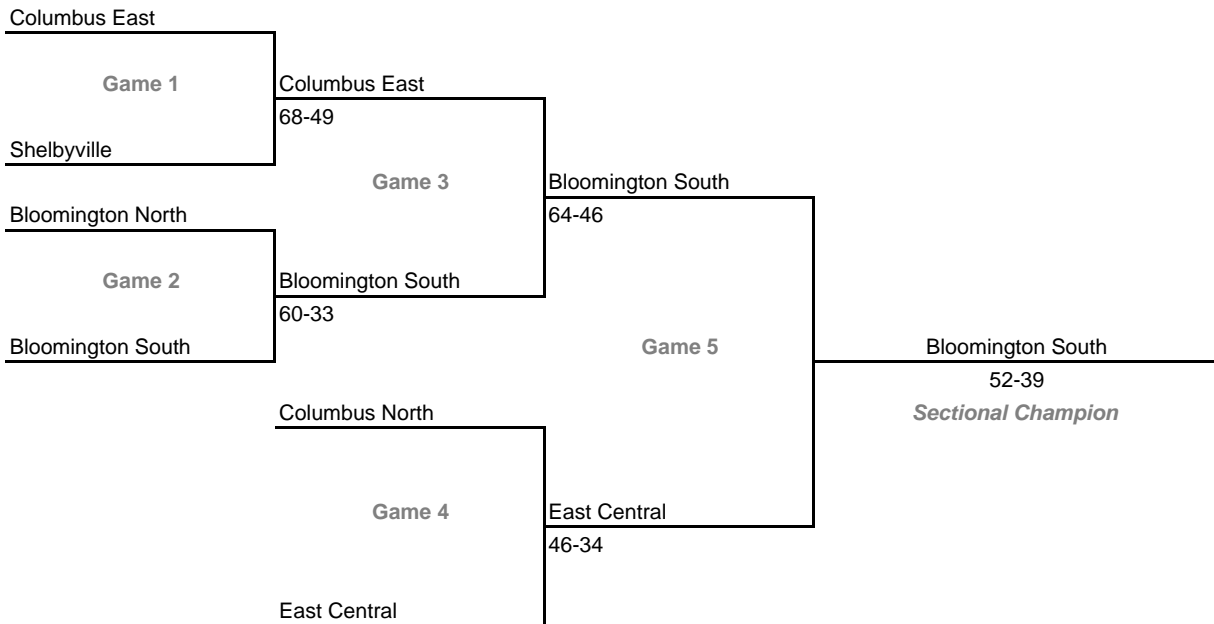 Columbus East
Game 1
Columbus East
68-49
Shelbyville
Game 3
Bloomington South
Bloomington North
64-46
Game 2
Bloomington South
60-33
Bloomington South
Game 5
Bloomington South
52-39
Columbus North
Sectional Champion
Game 4
East Central
46-34
East Central